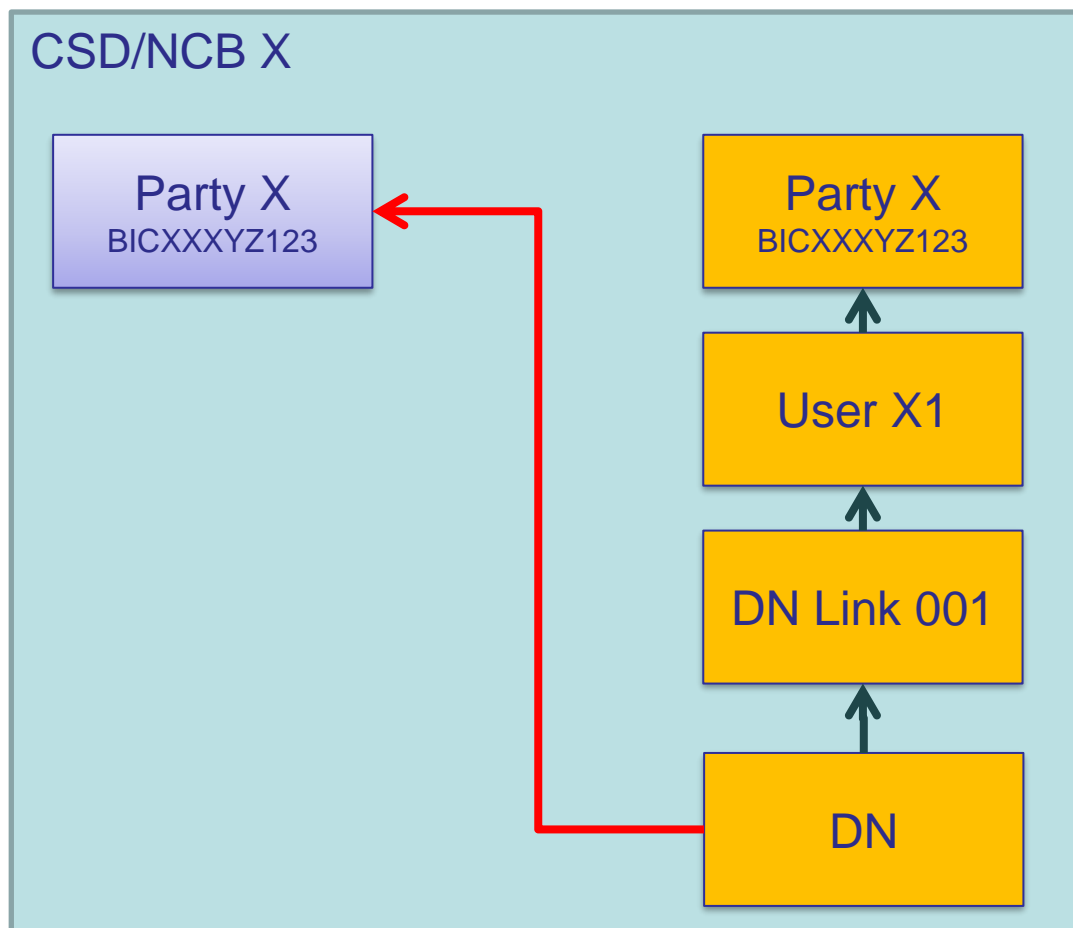 CSD/NCB X
Party X
BICXXXYZ123
Party X
BICXXXYZ123
User X1
DN Link 001
DN